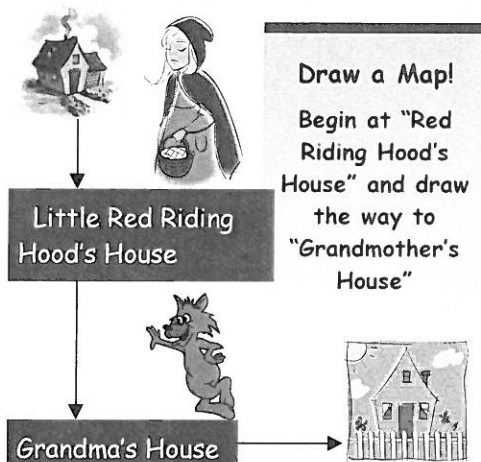 Draw a Map!
Begin at “Red
Riding Hood’s
House” and draw
the way to
“Grandmother’s
House”
Little Red Riding
Hood’s House
Grandma’s House